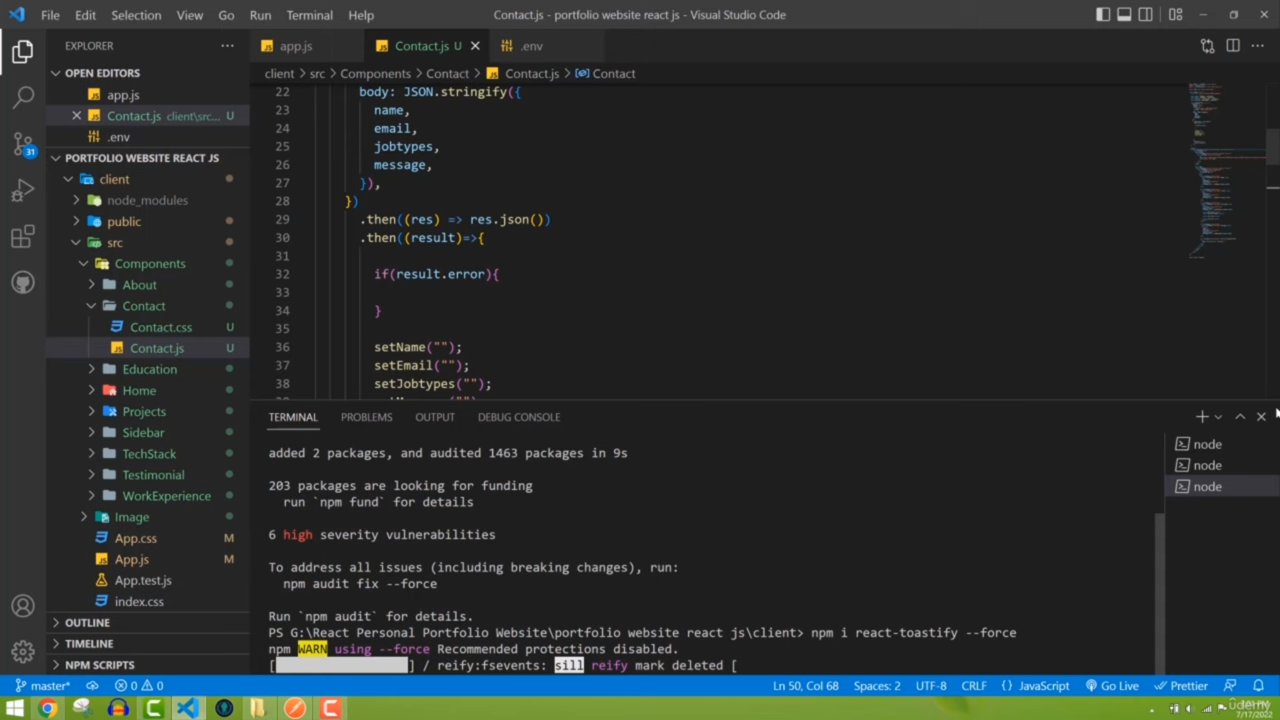 File Edit Selection View Go Run Terminal Help Contact.js - portfolio website react js - Visual Studio Code
EXPLORER
OPEN EDITORS
app.js
Contact.js client\src... U
.env
PORTFOLIO WEBSITE REACT JS
client
node_modules
public
src
Components
About
Contact
Contact.css U
Contact.js U
Education
Home
Projects
Sidebar
TechStack
Testimonial
WorkExperience
Image
App.css M
App.js M
App.test.js
index.css
OUTLINE
TIMELINE
NPM SCRIPTS
31
app.js Contact.js U .env
client > src > Components > Contact > Contact.js > Contact
22 body: JSON.stringify({
23 name,
24 email,
25 jobtypes,
26 message,
27 }),
28 })
29 .then((res) => res.json())
30 .then((result)=>{
31
32 if(result.error){
33
34 }
35
36 setName("");
37 setEmail("");
38 setJobtypes("");
TERMINAL PROBLEMS OUTPUT DEBUG CONSOLE
added 2 packages, and audited 1463 packages in 9s
203 packages are looking for funding
run `npm fund` for details
6 high severity vulnerabilities
To address all issues (including breaking changes), run:
npm audit fix --force
Run `npm audit` for details.
PS G:\React Personal Portfolio Website\portfolio website react js\client> npm i react-toastify --force
npm WARN using --force Recommended protections disabled.
[ ] / reify:fsevents: sill reify mark deleted [
node
node
node
master* 0 0 Ln 50, Col 68 Spaces: 2 UTF-8 CRLF {} JavaScript Go Live Prettier
udemy
7/17/2022